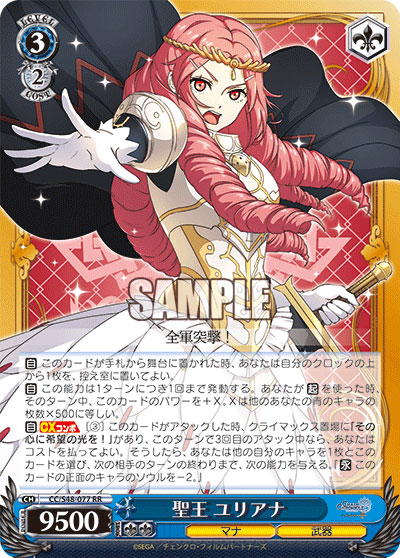 LEVEL
3
2
COST
SAMPLE
全軍突撃！
自 このカードが手札から舞台に置かれた時、あなたは自分のクロックの上
から1枚を、控え室に置いてよい。
自 この能力は1ターンにつき1回まで発動する。あなたが起を使った時、
そのターン中、このカードのパワーを＋X。Xは他のあなたの青のキャラの
枚数×500に等しい。
自 CXコンボ ［③］ このカードがアタックした時、クライマックス置場に「その
心に希望の光を！」があり、このターンで3回目のアタック中なら、あなたは
コストを払ってよい。そうしたら、あなたは他の自分のキャラを1枚とこの
カードを選び、次の相手のターンの終わりまで、次の能力を与える。『永 こ
の正面のキャラのソウルを－2。』
CH
CC/S48-077 RR
9500
聖王 ユリアナ
マナ
武器
©SEGA／チェンクロ・フィルムパートナーズ